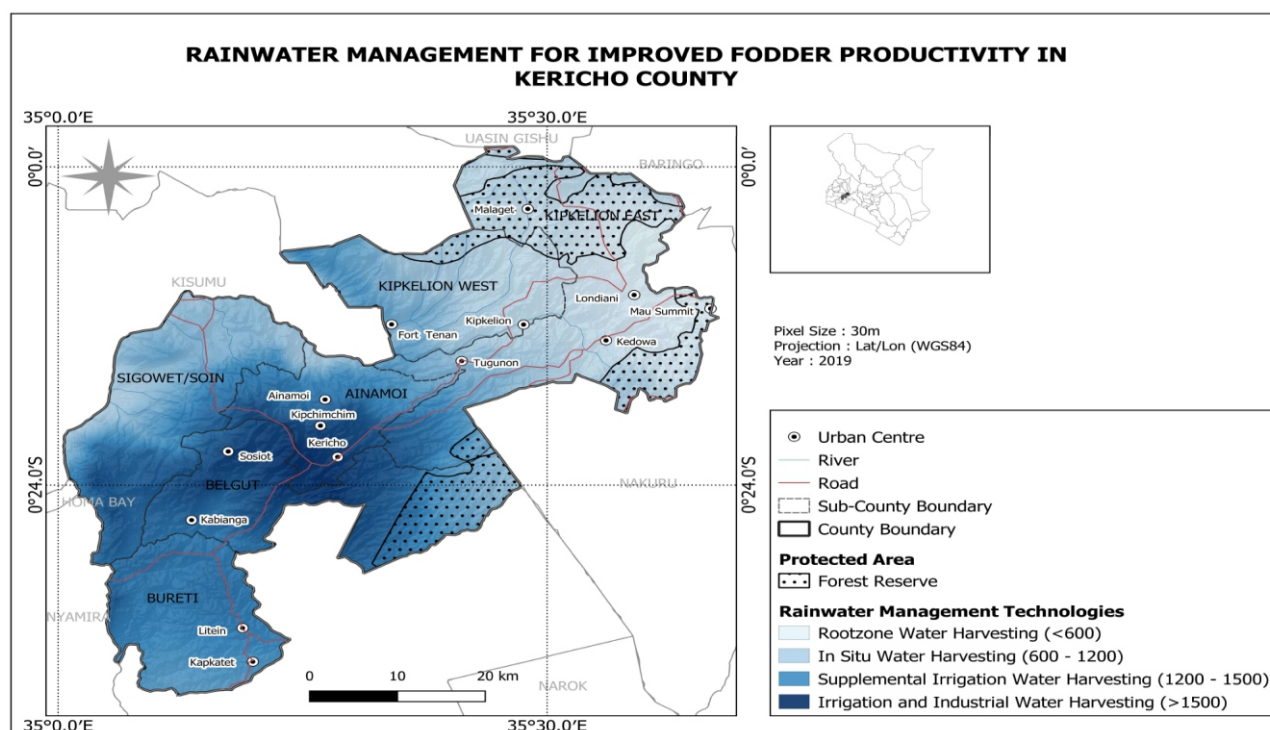 RAINWATER MANAGEMENT FOR IMPROVED FODDER PRODUCTIVITY IN
KERICHO COUNTY
35°0.0′E
35°30.0′E
0°0.0′
0°0.0′
UASIN GISHU
BARINGO
Malaget
KIPKELION EAST
KISUMU
KIPKELION WEST
Londiani
Mau Summit
Fort Tenan
Kipkelion
Kedowa
Tugunon
SIGOWET/SOIN
Ainamoi
AINAMOI
Kipchimchim
Kericho
Sosiot
0°24.0′S
0°24.0′S
BELGUT
NAKURU
HOMA BAY
Kabianga
BURETI
NYAMIRA
Litein
Kapkatet
0 10 20 km
NAROK
35°0.0′E
35°30.0′E
Pixel Size : 30m
Projection : Lat/Lon (WGS84)
Year : 2019
Urban Centre
River
Road
Sub-County Boundary
County Boundary
Protected Area
Forest Reserve
Rainwater Management Technologies
Rootzone Water Harvesting (<600)
In Situ Water Harvesting (600 - 1200)
Supplemental Irrigation Water Harvesting (1200 - 1500)
Irrigation and Industrial Water Harvesting (>1500)